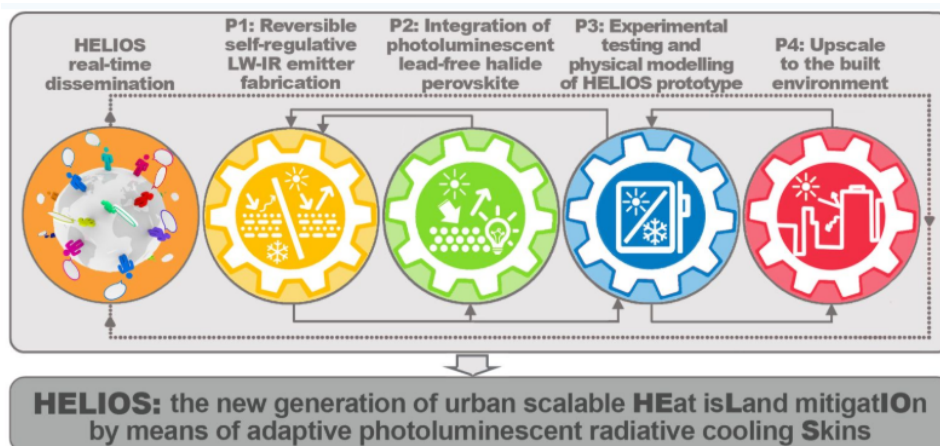 HELIOS
real-time
dissemination
P1: Reversible
self-regulative
LW-IR emitter
fabrication
P2: Integration of
photoluminescent
lead-free halide
perovskite
P3: Experimental
testing and
physical modelling
of HELIOS prototype
P4: Upscale
to the built
environment
HELIOS: the new generation of urban scalable HEat isLand mitigatIOn
by means of adaptive photoluminescent radiative cooling Skins